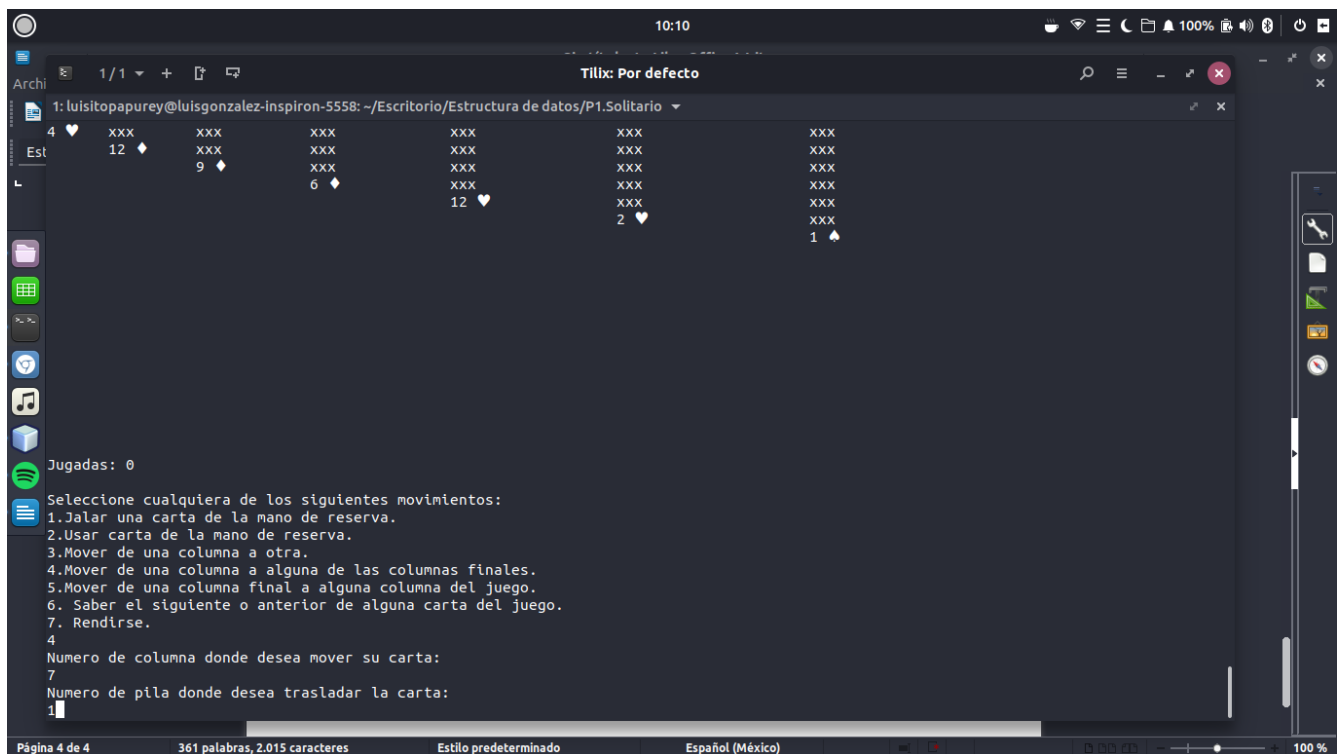 10:10
100%
Archi
1/1
Tilix: Por defecto
1: luisitopapurey@luisgonzalez-inspiron-5558: ~/Escritorio/Estructura de datos/P1.Solitario
Est
4 ♥ xxx xxx xxx xxx xxx xxx
12 ♦ xxx xxx xxx xxx xxx
9 ♦ xxx xxx xxx xxx
6 ♦ xxx xxx xxx
12 ♥ xxx xxx
2 ♥ xxx
1 ♠
Jugadas: 0
Seleccione cualquiera de los siguientes movimientos:
1.Jalar una carta de la mano de reserva.
2.Usar carta de la mano de reserva.
3.Mover de una columna a otra.
4.Mover de una columna a alguna de las columnas finales.
5.Mover de una columna final a alguna columna del juego.
6. Saber el siguiente o anterior de alguna carta del juego.
7. Rendirse.
4
Numero de columna donde desea mover su carta:
7
Numero de pila donde desea trasladar la carta:
1
Página 4 de 4 361 palabras, 2.015 caracteres Estilo predeterminado Español (México) 100 %